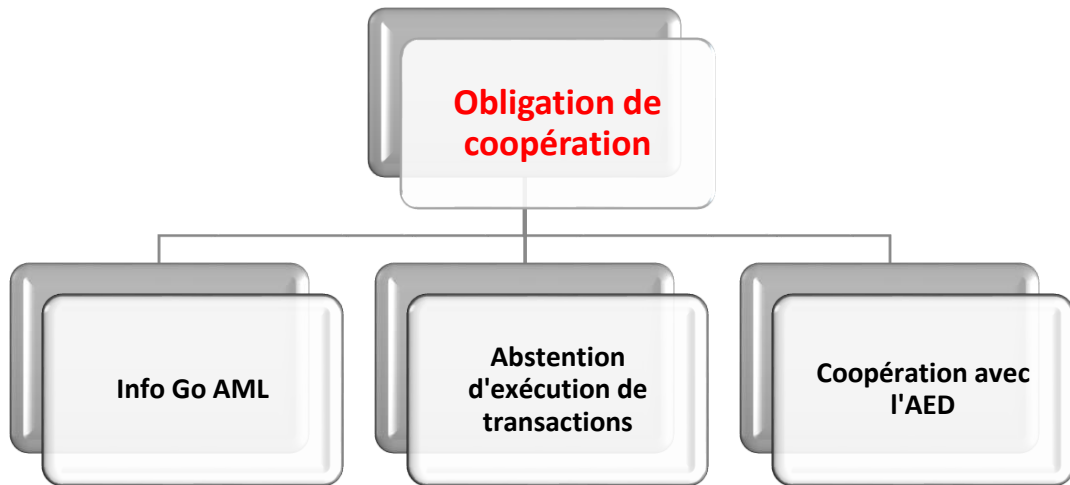 Obligation de
coopération
Info Go AML
Abstention
d'exécution de
transactions
Coopération avec
l'AED